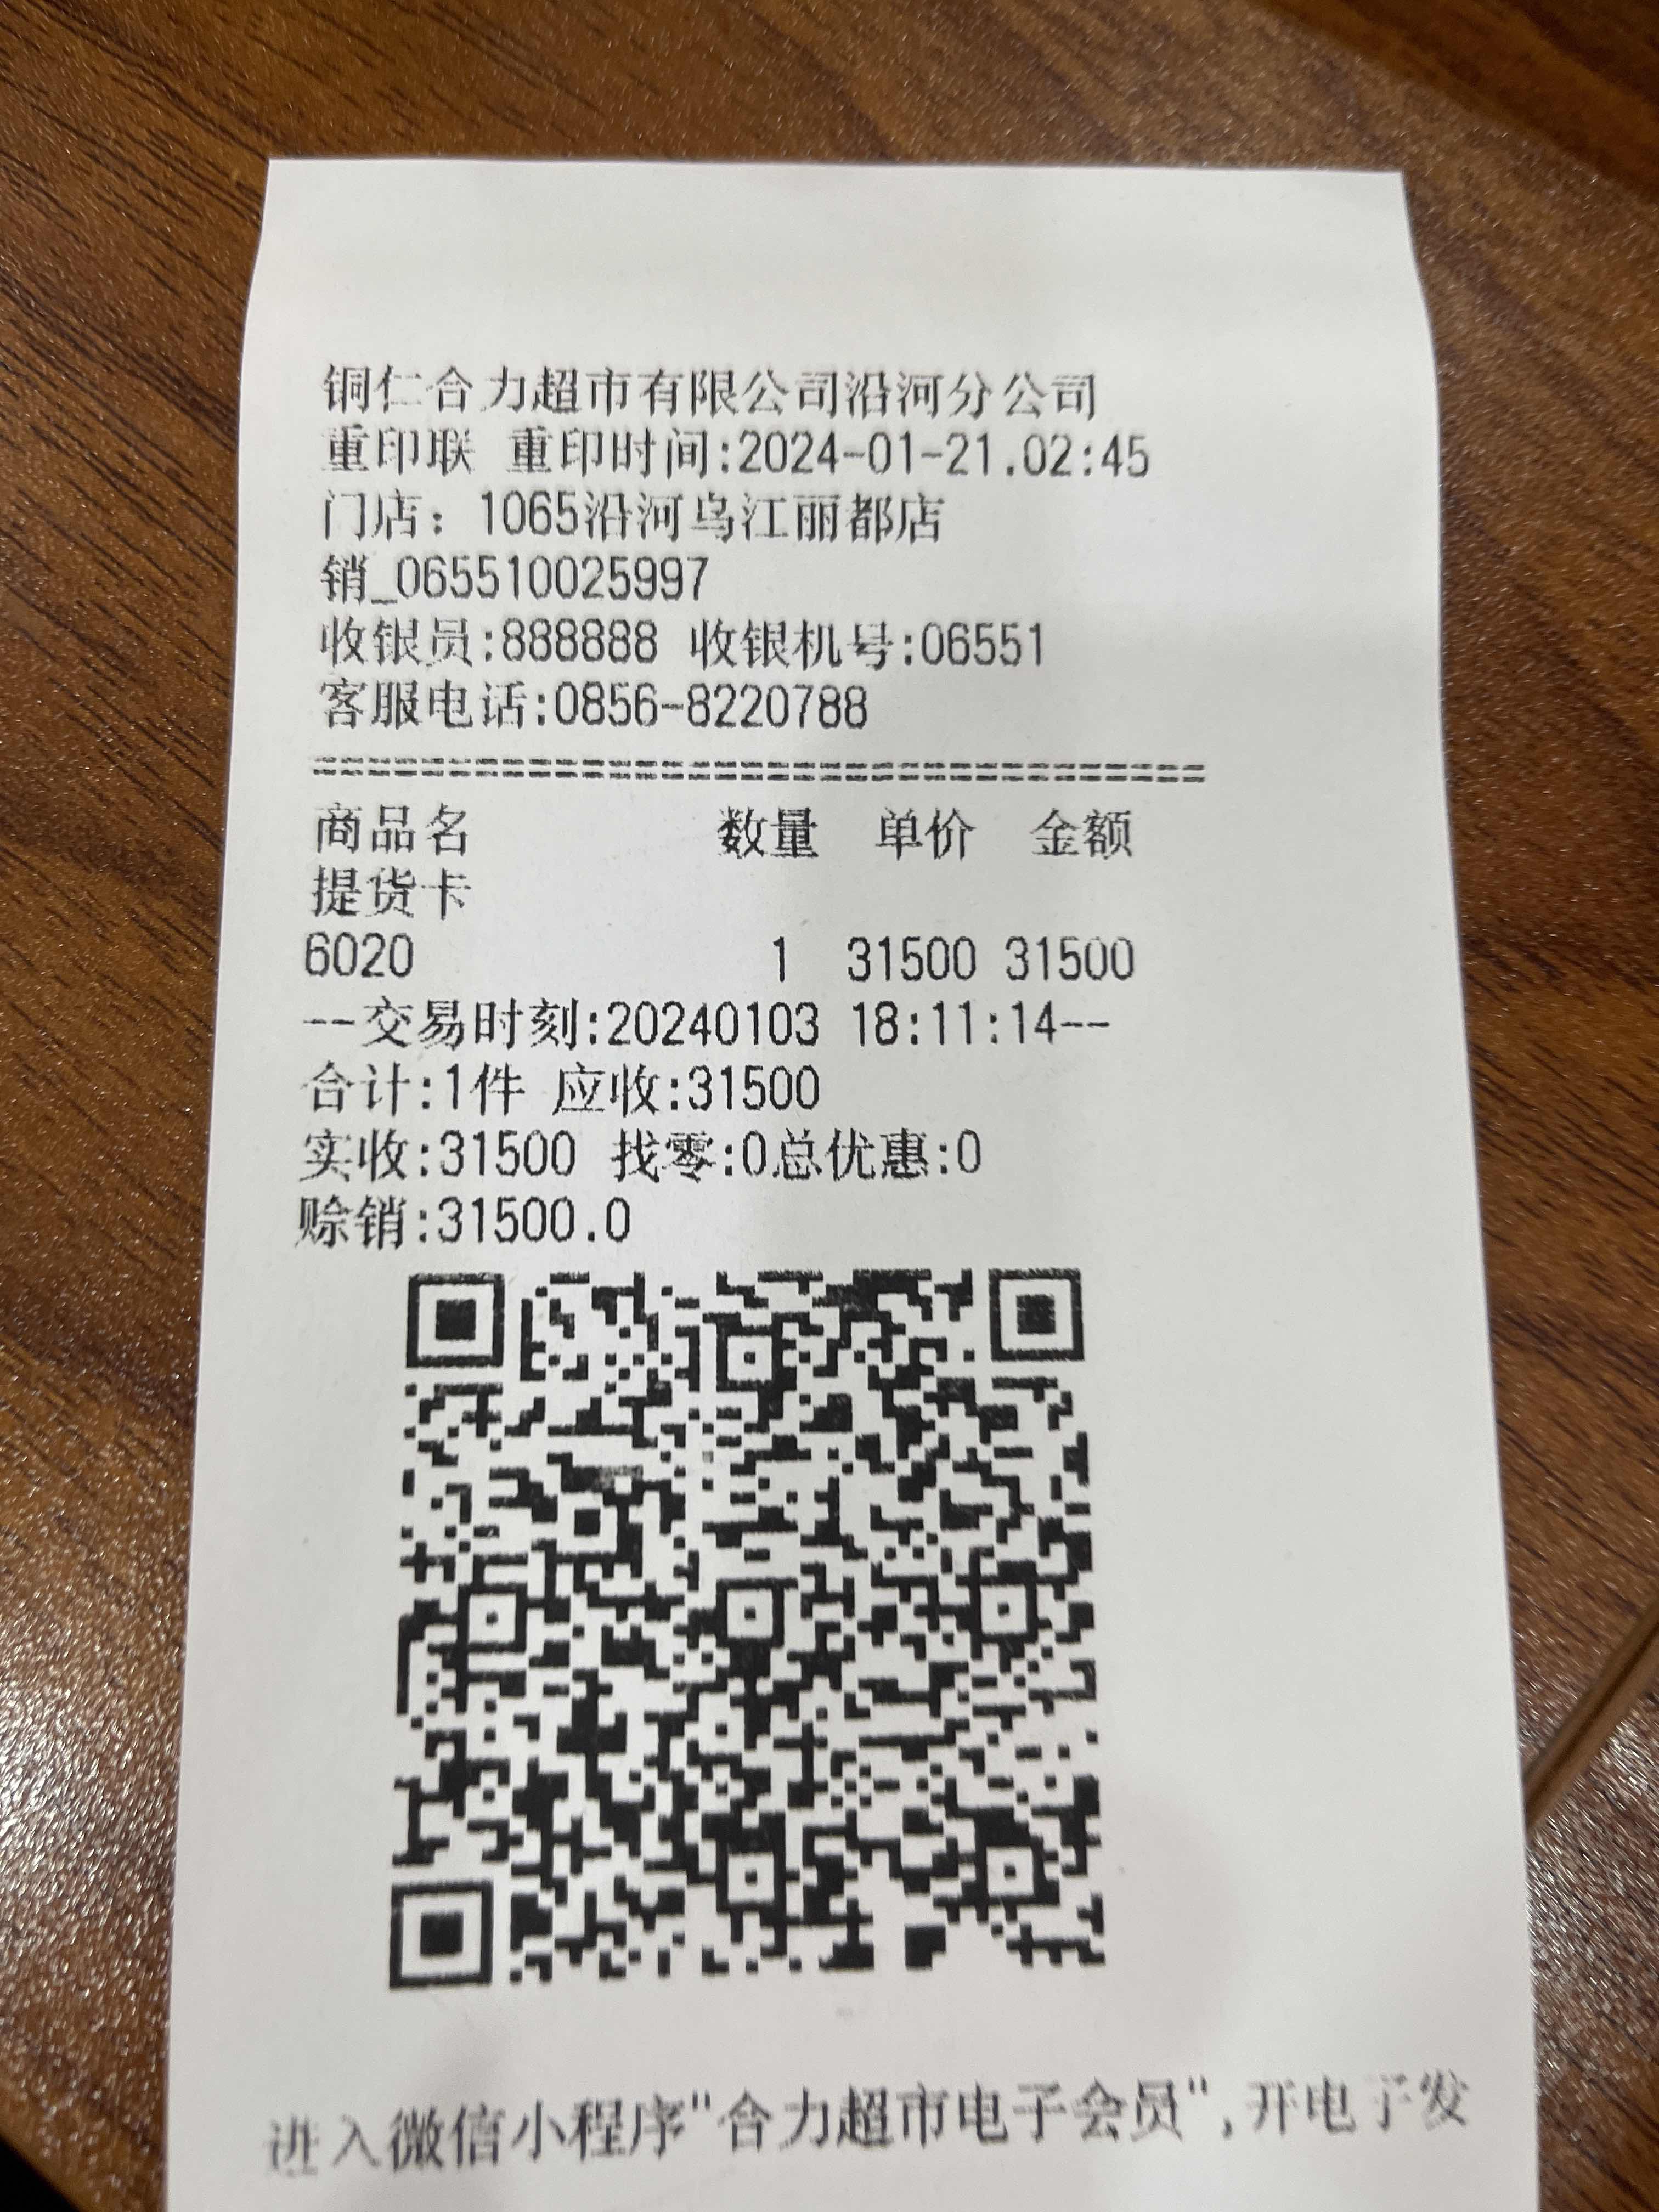 铜仁合力超市有限公司沿河分公司
重印联 重印时间:2024-01-21.02:45
门店：1065沿河乌江丽都店
销_065510025997
收银员:888888 收银机号:06551
客服电话:0856-8220788
==================================
商品名 数量 单价 金额
提货卡
6020 1 31500 31500
--交易时刻:20240103 18:11:14--
合计:1件 应收:31500
实收:31500 找零:0总优惠:0
赊销:31500.0
进入微信小程序"合力超市电子会员",开电子发